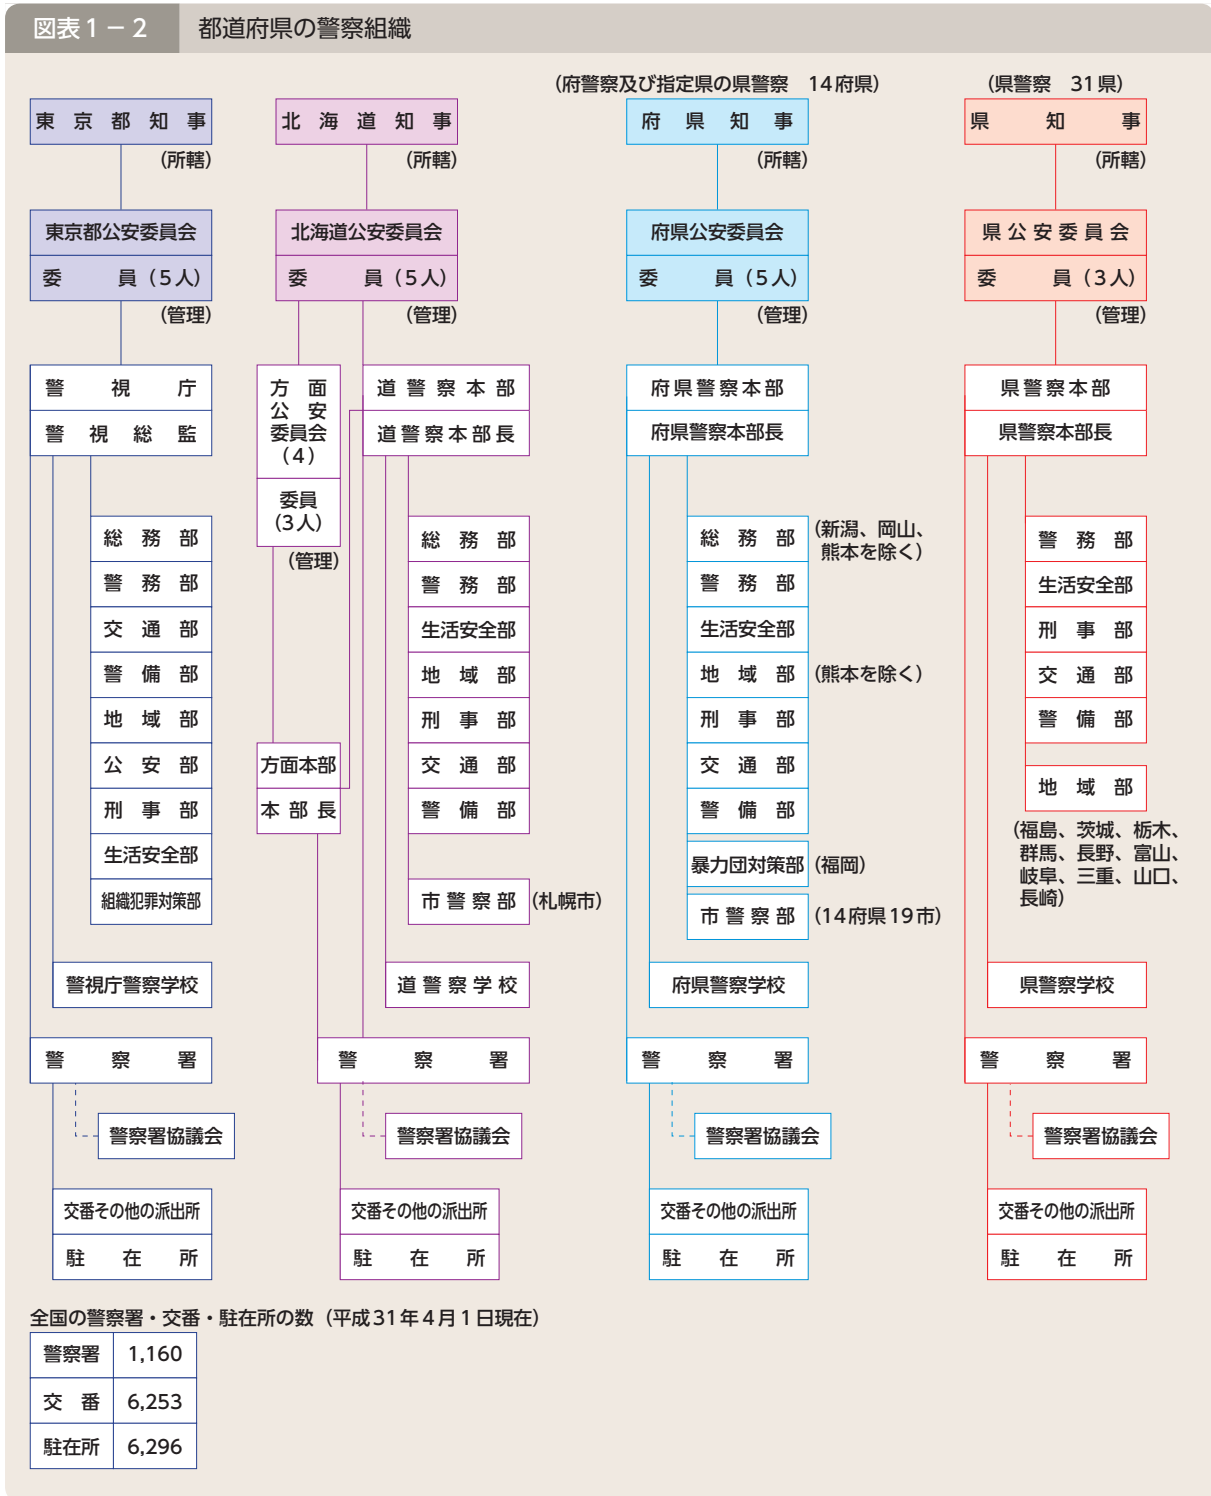 図表1－2
都道府県の警察組織
東京都知事
(所轄)
東京都公安委員会
委員(5人)
(管理)
警視庁
警視総監
総務部
警務部
交通部
警備部
地域部
公安部
刑事部
生活安全部
組織犯罪対策部
警視庁警察学校
警察署
警察署協議会
交番その他の派出所
駐在所
北海道知事
(所轄)
北海道公安委員会
委員(5人)
(管理)
方面
公安
委員会
(4)
委員
(3人)
(管理)
方面本部
本部長
道警察本部
道警察本部長
総務部
警務部
生活安全部
地域部
刑事部
交通部
警備部
市警察部
(札幌市)
道警察学校
警察署
警察署協議会
交番その他の派出所
駐在所
(府警察及び指定県の県警察　14府県)
府県知事
(所轄)
府県公安委員会
委員(5人)
(管理)
府県警察本部
府県警察本部長
総務部
(新潟、岡山、
熊本を除く)
警務部
生活安全部
地域部
(熊本を除く)
刑事部
交通部
警備部
暴力団対策部
(福岡)
市警察部
(14府県19市)
府県警察学校
警察署
警察署協議会
交番その他の派出所
駐在所
(県警察　31県)
県知事
(所轄)
県公安委員会
委員(3人)
(管理)
県警察本部
県警察本部長
警務部
生活安全部
刑事部
交通部
警備部
地域部
(福島、茨城、栃木、
群馬、長野、富山、
岐阜、三重、山口、
長崎)
県警察学校
警察署
警察署協議会
交番その他の派出所
駐在所
全国の警察署・交番・駐在所の数(平成31年4月1日現在)
警察署 1,160
交番 6,253
駐在所 6,296